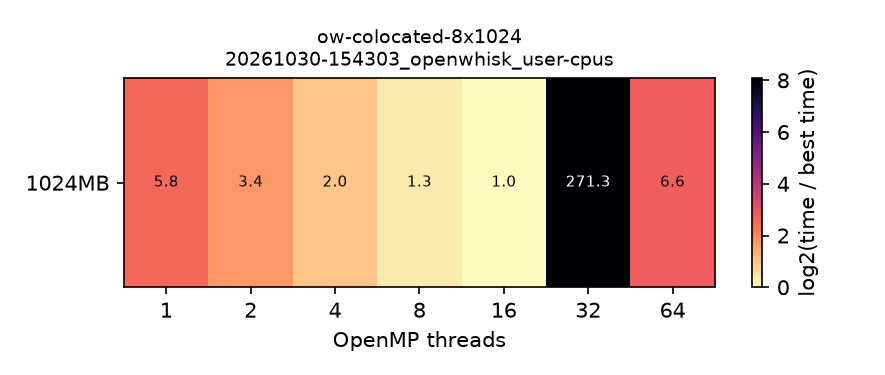 ow-colocated-8x1024
20261030-154303_openwhisk_user-cpus
1024MB
5.8 3.4 2.0 1.3 1.0 271.3 6.6
1 2 4 8 16 32 64
OpenMP threads
8
6
4
2
0
log2(time / best time)